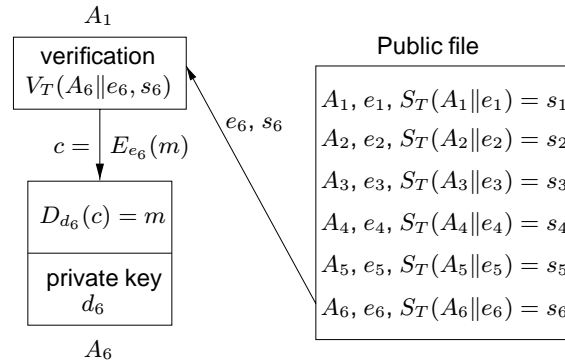 A₁
verification
V_T(A₆‖e₆, s₆)
c = E_{e₆}(m)
D_{d₆}(c) = m
private key
d₆
A₆
e₆, s₆
Public file
A₁, e₁, S_T(A₁‖e₁) = s₁
A₂, e₂, S_T(A₂‖e₂) = s₂
A₃, e₃, S_T(A₃‖e₃) = s₃
A₄, e₄, S_T(A₄‖e₄) = s₄
A₅, e₅, S_T(A₅‖e₅) = s₅
A₆, e₆, S_T(A₆‖e₆) = s₆